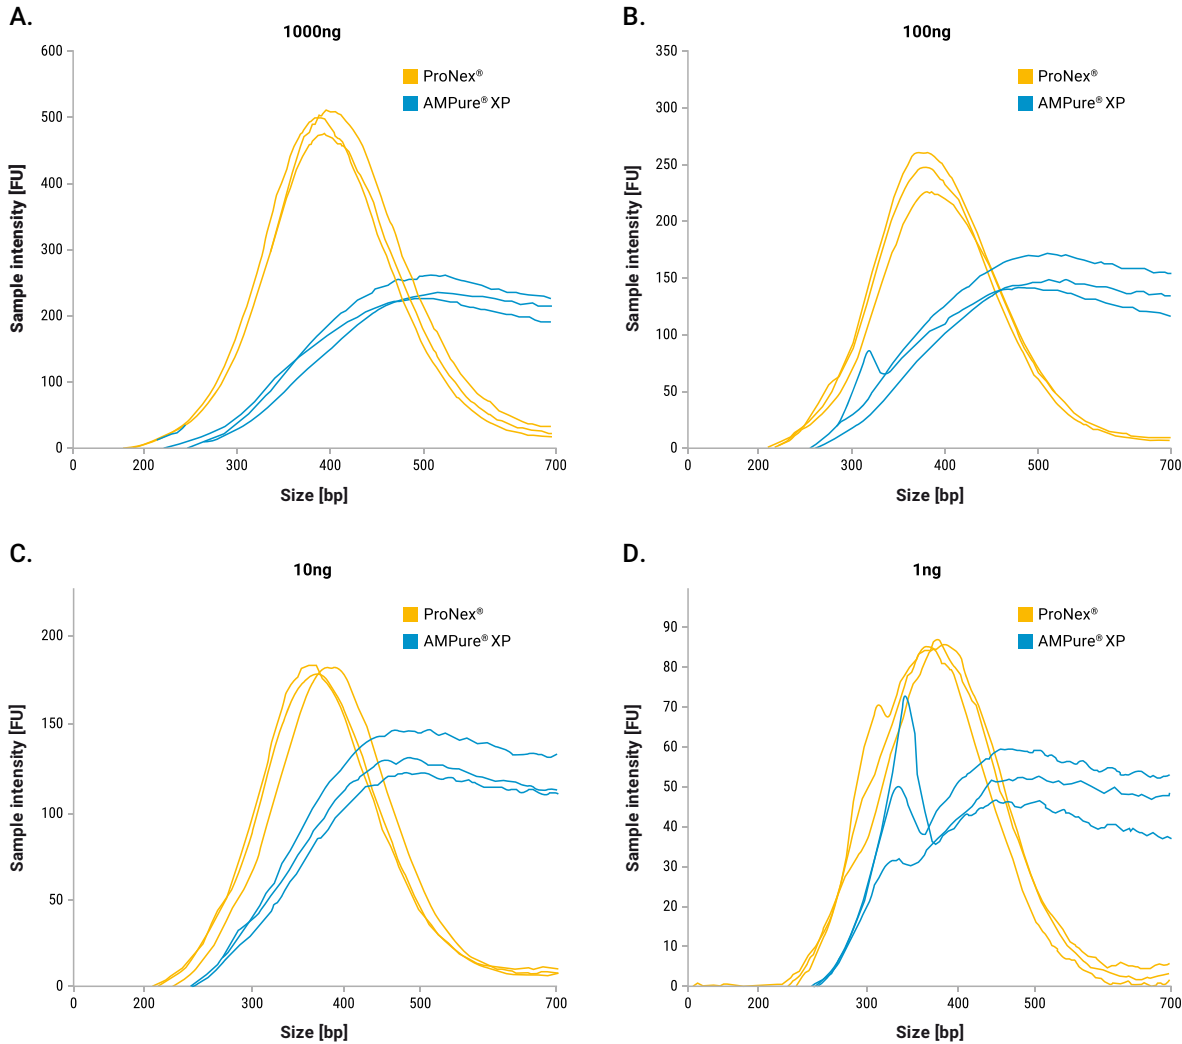 A.
1000ng
600
500
400
300
200
100
0
Sample intensity [FU]
ProNex®
AMPure® XP
0 200 300 400 500 700
Size [bp]
B.
100ng
350
300
250
200
150
100
50
0
Sample intensity [FU]
ProNex®
AMPure® XP
0 200 300 400 500 700
Size [bp]
C.
10ng
200
150
100
50
0
Sample intensity [FU]
ProNex®
AMPure® XP
0 200 300 400 500 700
Size [bp]
D.
1ng
90
80
70
60
50
40
30
20
10
0
Sample intensity [FU]
ProNex®
AMPure® XP
0 200 300 400 500 700
Size [bp]